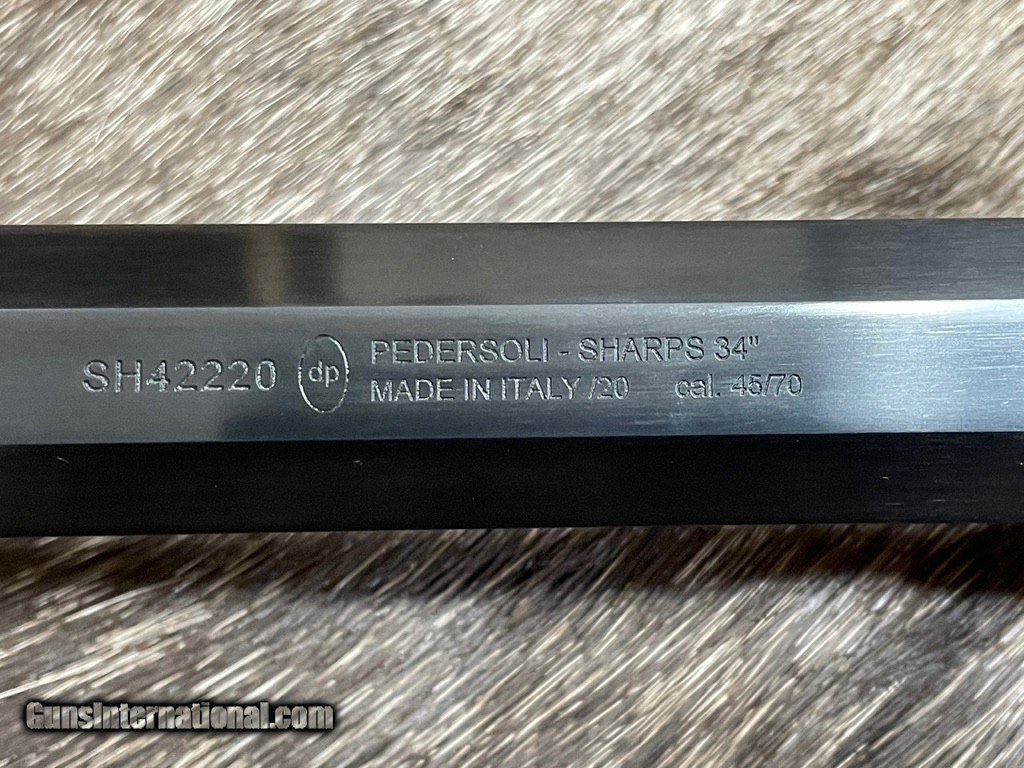 SH42220 dp PEDERSOLI - SHARPS 34"
MADE IN ITALY /20 cal. 45/70
GunsInternational.com